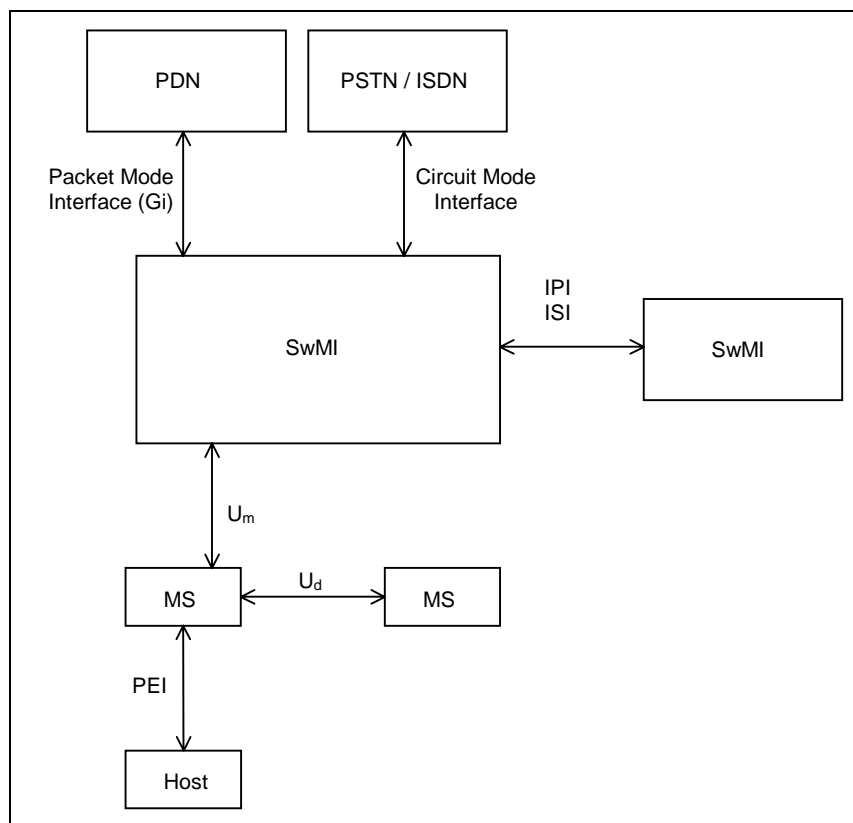 PDN
PSTN / ISDN
Packet Mode
Interface (Gi)
Circuit Mode
Interface
IPI
ISI
SwMI
SwMI
Um
Ud
MS
MS
PEI
Host